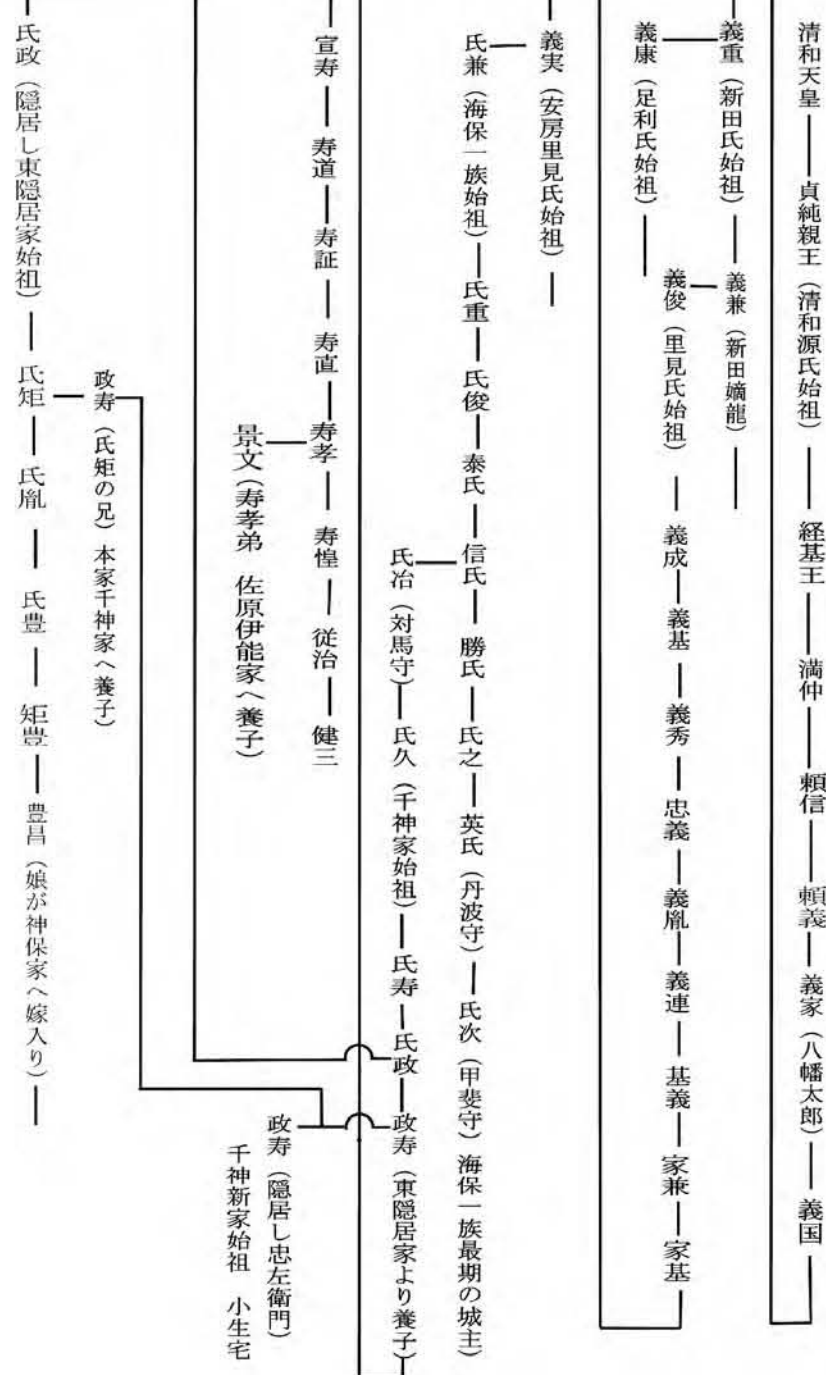 清和天皇 貞純親王（清和源氏始祖） 経基王 満仲 頼信 頼義 義家（八幡太郎） 義国
義重（新田氏始祖） 義兼（新田嫡龍）
義康（足利氏始祖） 義俊（里見氏始祖） 義成 義基 義秀 忠義 義胤 義連 基義 家兼 家基
義実（安房里見氏始祖）
氏兼（海保一族始祖） 氏重 氏俊 泰氏 信氏 勝氏 氏之 英氏（丹波守） 氏次（甲斐守）海保一族最期の城主
氏冶（対馬守） 氏久（千神家始祖） 氏寿 氏政 政寿（東隠居家より養子）
宣寿 寿道 寿証 寿直 寿孝 寿惶 従治 健三
政寿（隠居し忠左衛門）
景文（寿孝弟 佐原伊能家へ養子）
千神新家始祖 小生宅
政寿（氏矩の兄）本家千神家へ養子）
氏政（隠居し東隠居家始祖） 氏矩 氏胤 氏豊 矩豊 豊昌（娘が神保家へ嫁入り）